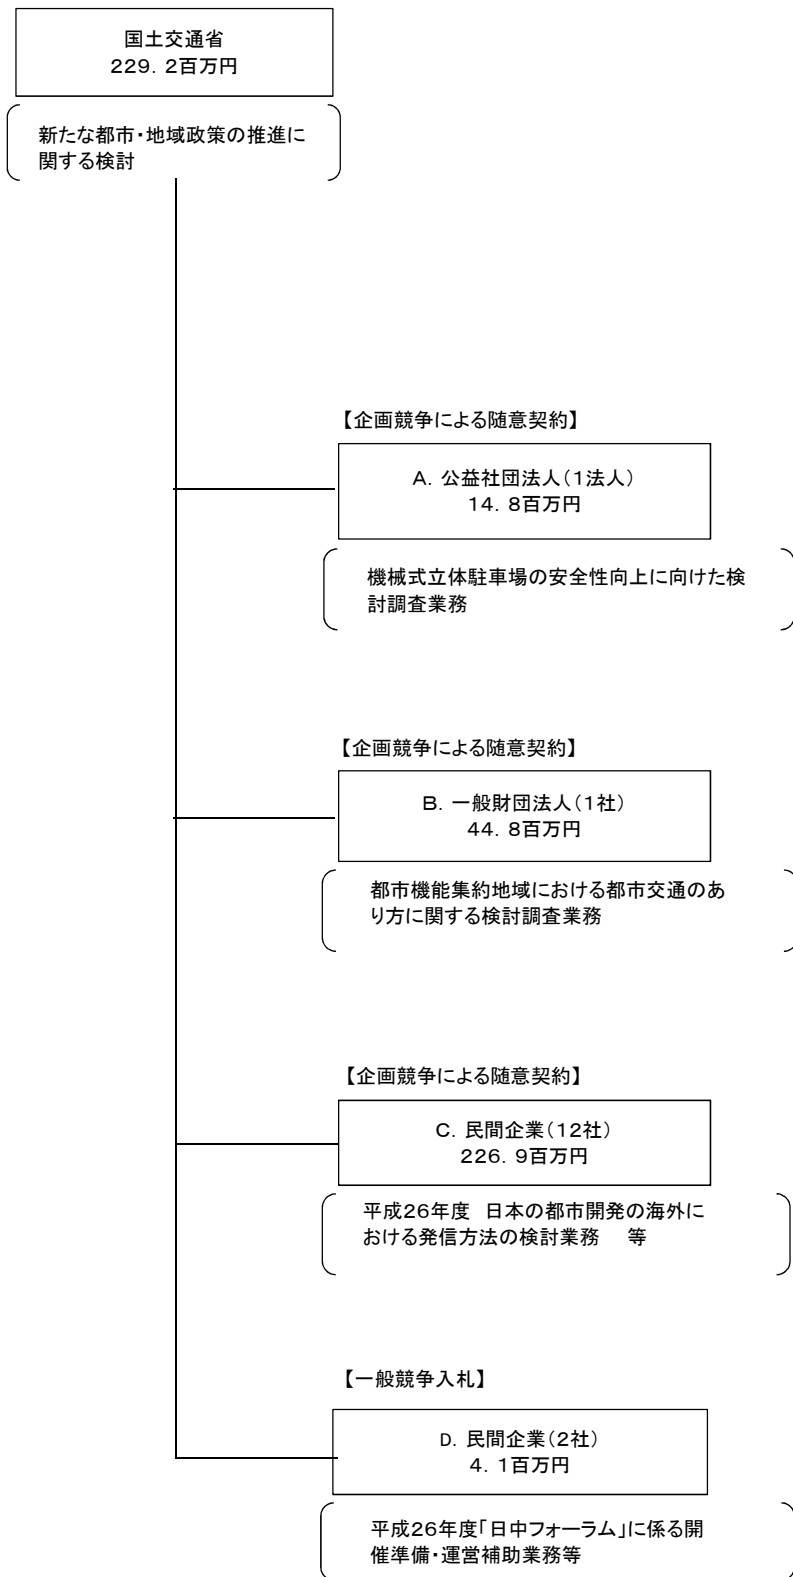 国土交通省
229．2百万円
新たな都市・地域政策の推進に
関する検討
【企画競争による随意契約】
A．公益社団法人（1法人）
14．8百万円
機械式立体駐車場の安全性向上に向けた検
討調査業務
【企画競争による随意契約】
B．一般財団法人（1社）
44．8百万円
都市機能集約地域における都市交通のあ
り方に関する検討調査業務
【企画競争による随意契約】
C．民間企業（12社）
226．9百万円
平成26年度　日本の都市開発の海外に
おける発信方法の検討業務　等
【一般競争入札】
D．民間企業（2社）
4．1百万円
平成26年度「日中フォーラム」に係る開
催準備・運営補助業務等